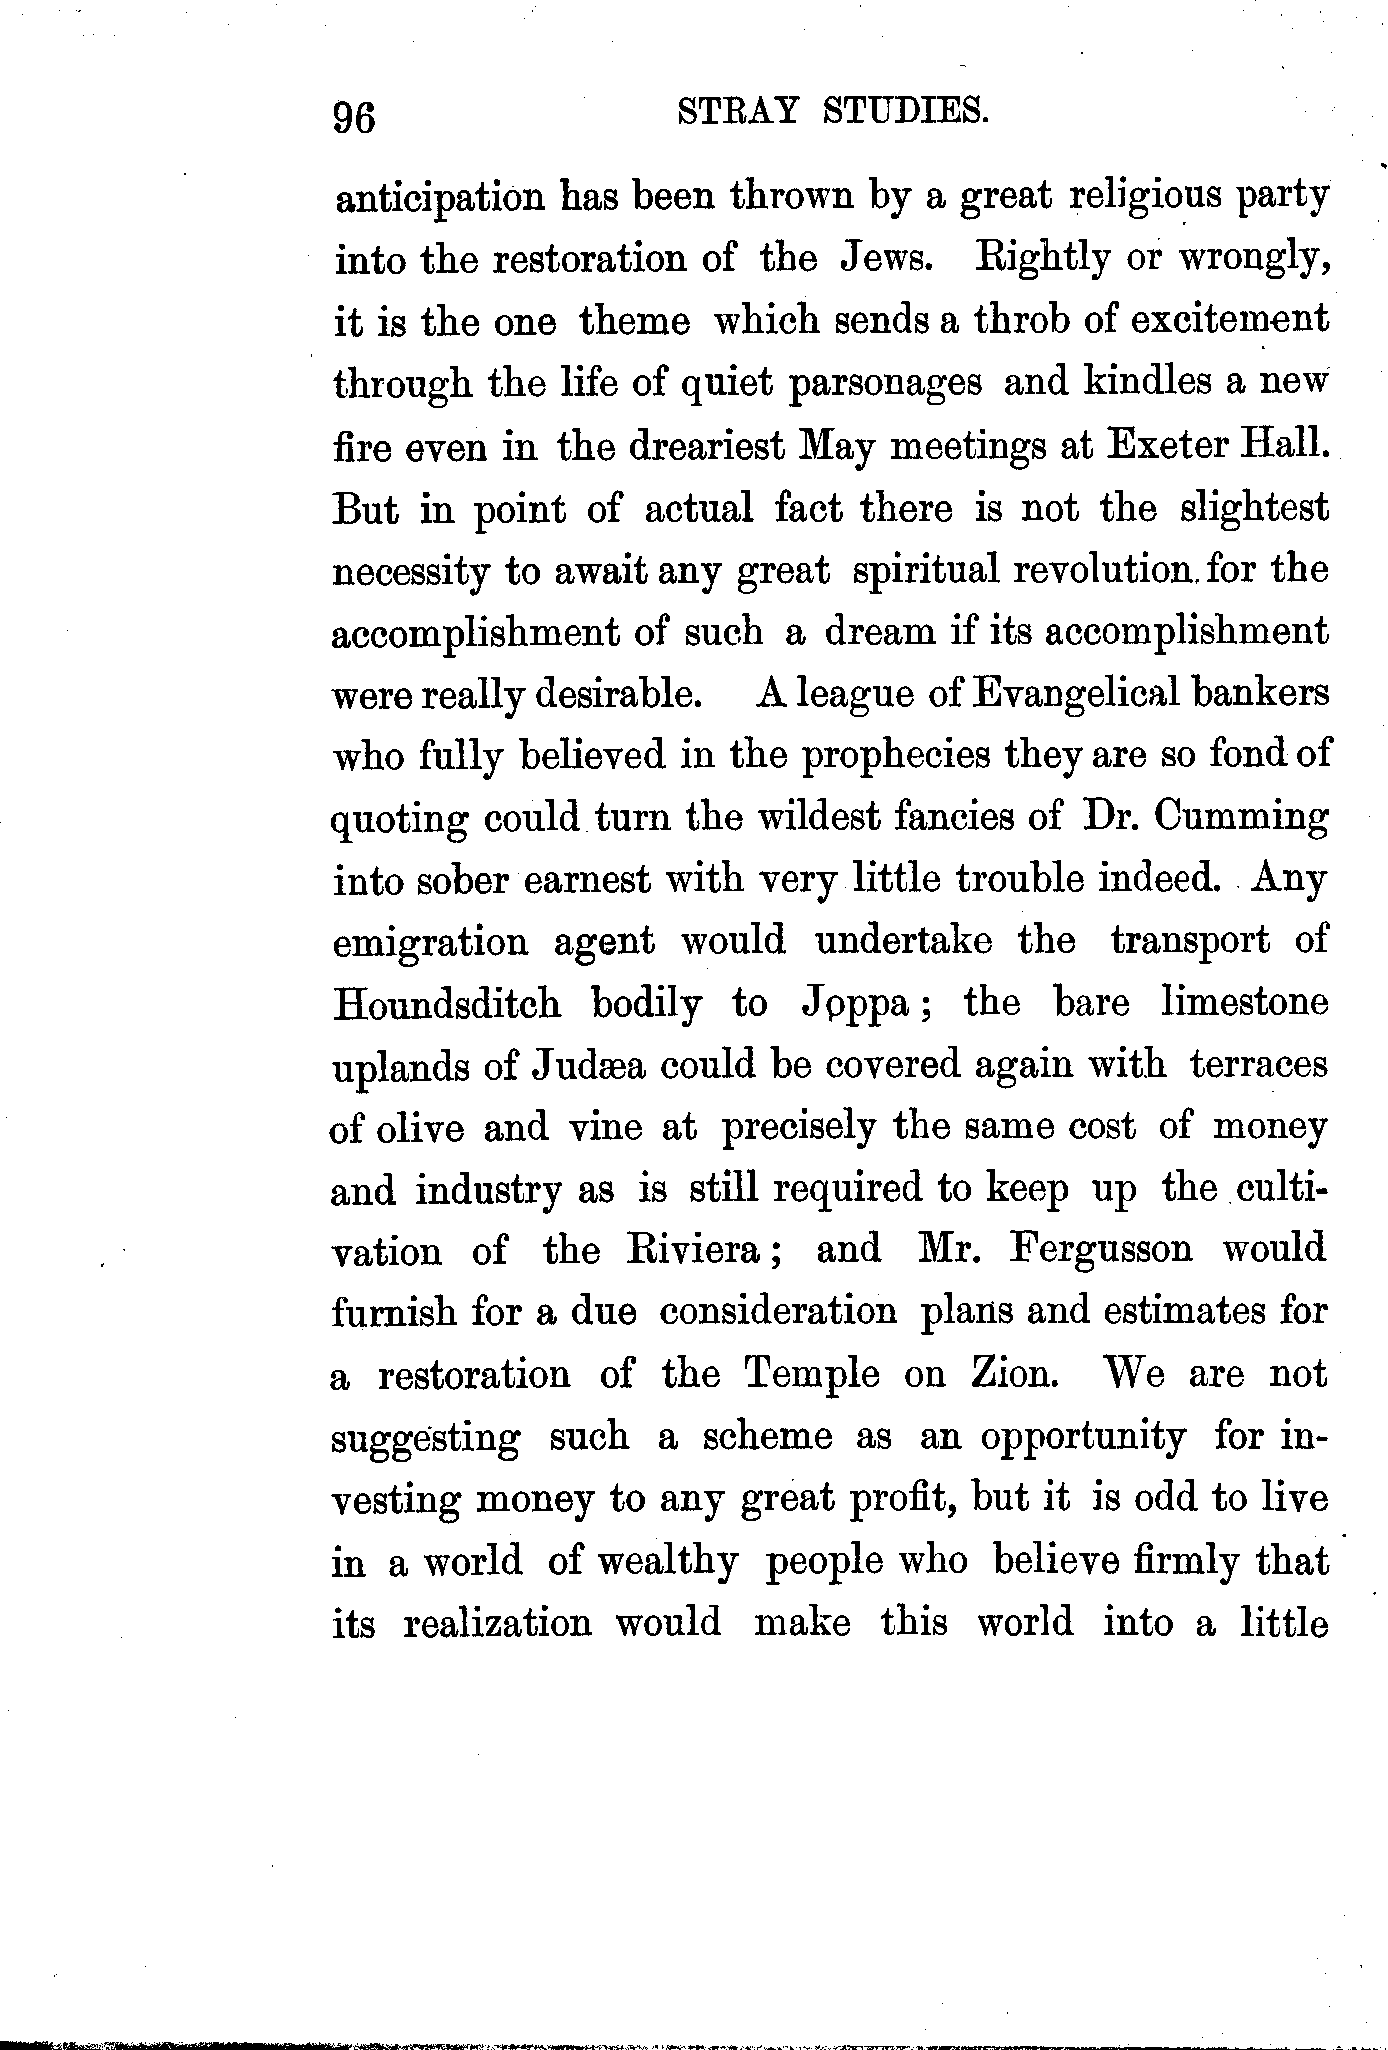 96 STRAY STUDIES.
anticipation has been thrown by a great religious party
into the restoration of the Jews. Rightly or wrongly,
it is the one theme which sends a throb of excitement
through the life of quiet parsonages and kindles a new
fire even in the dreariest May meetings at Exeter Hall.
But in point of actual fact there is not the slightest
necessity to await any great spiritual revolution for the
accomplishment of such a dream if its accomplishment
were really desirable. A league of Evangelical bankers
who fully believed in the prophecies they are so fond of
quoting could turn the wildest fancies of Dr. Cumming
into sober earnest with very little trouble indeed. Any
emigration agent would undertake the transport of
Houndsditch bodily to Joppa; the bare limestone
uplands of Judæa could be covered again with terraces
of olive and vine at precisely the same cost of money
and industry as is still required to keep up the culti-
vation of the Riviera; and Mr. Fergusson would
furnish for a due consideration plans and estimates for
a restoration of the Temple on Zion. We are not
suggesting such a scheme as an opportunity for in-
vesting money to any great profit, but it is odd to live
in a world of wealthy people who believe firmly that
its realization would make this world into a little